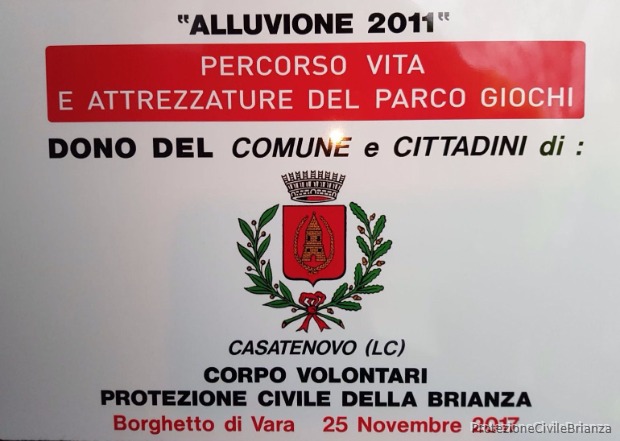 "ALLUVIONE 2011"
PERCORSO VITA
E ATTREZZATURE DEL PARCO GIOCHI
DONO DEL COMUNE e CITTADINI di :
CASATENOVO (LC)
CORPO VOLONTARI
PROTEZIONE CIVILE DELLA BRIANZA
Borghetto di Vara 25 Novembre 2017
ProtezioneCivileBrianza